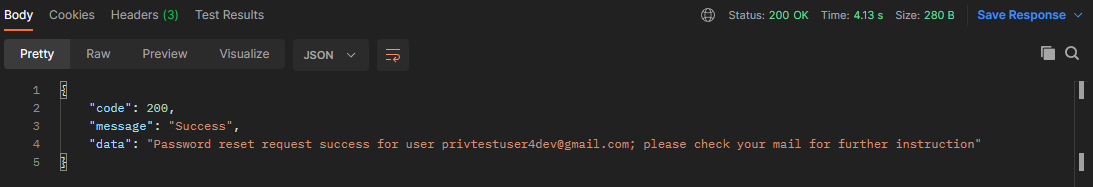 Body Cookies Headers (3) Test Results Status: 200 OK Time: 4.13 s Size: 280 B Save Response
Pretty Raw Preview Visualize JSON
1 {
2 "code": 200,
3 "message": "Success",
4 "data": "Password reset request success for user privtestuser4dev@gmail.com; please check your mail for further instruction"
5 }